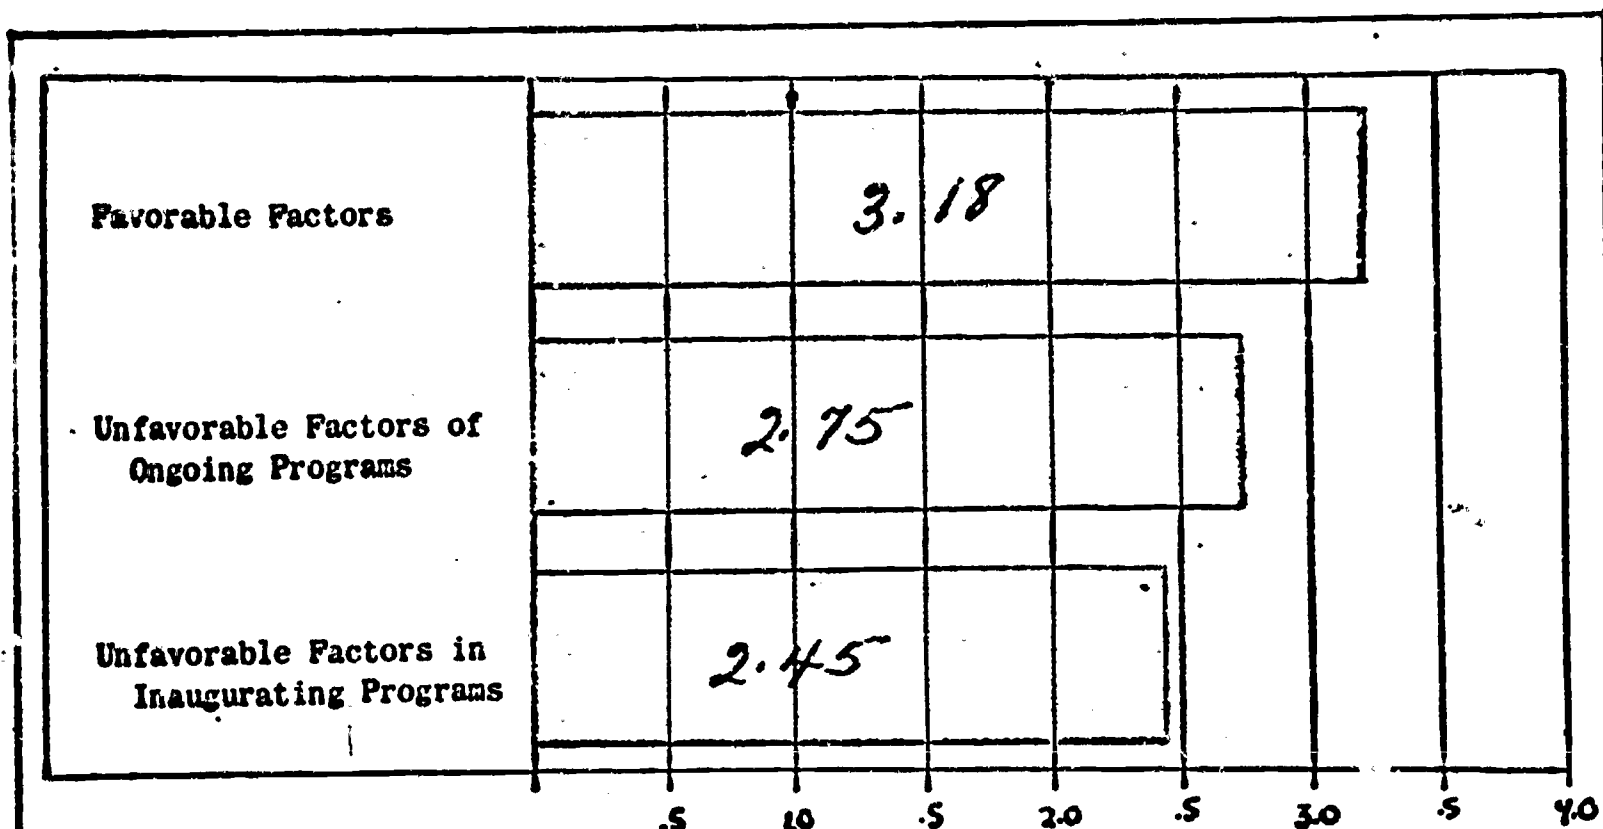 Favorable Factors
3.18
Unfavorable Factors of
Ongoing Programs
2.75
Unfavorable Factors in
Inaugurating Programs
2.45
.5 1.0 .5 2.0 .5 3.0 .5 4.0